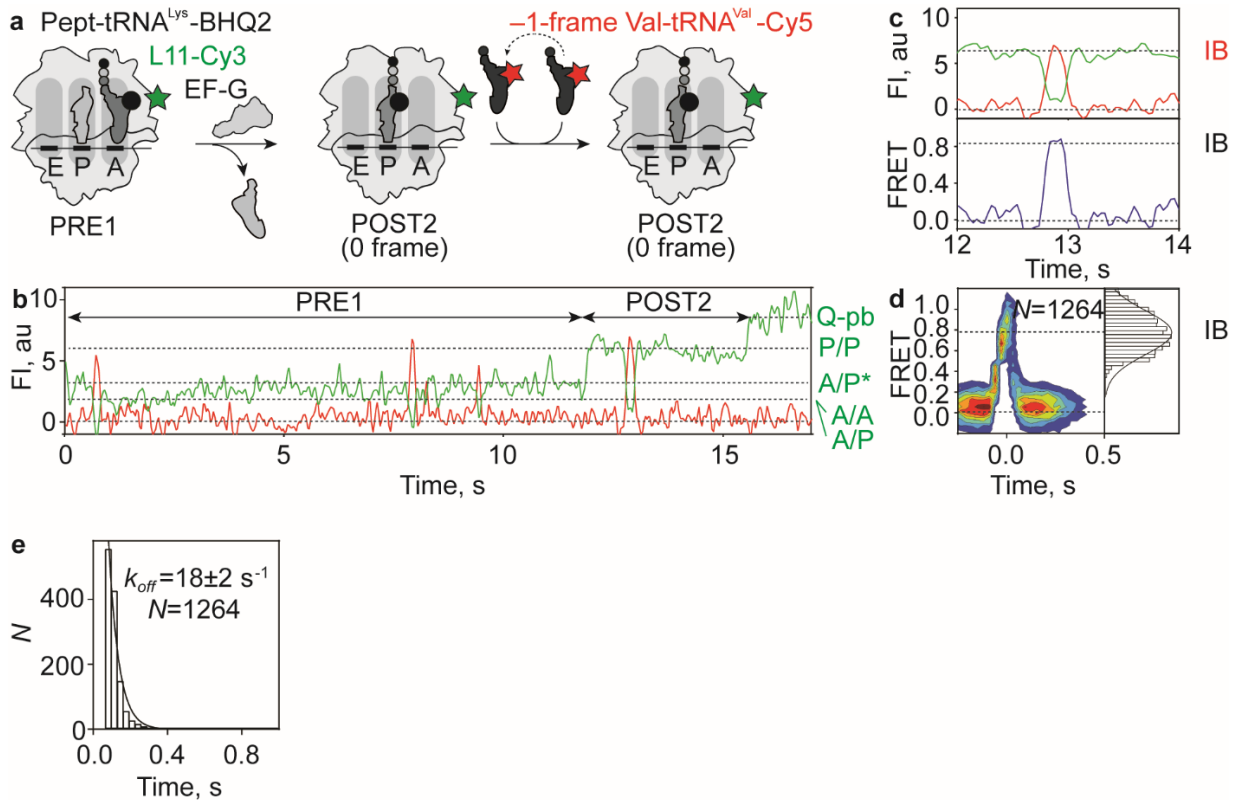 a Pept-tRNA^Lys-BHQ2
L11-Cy3
EF-G
E P A
PRE1
E P A
POST2
(0 frame)
–1-frame Val-tRNA^Val-Cy5
E P A
POST2
(0 frame)
b
10
5
0
FI, au
PRE1
POST2
Q-pb
P/P
A/P*
A/A
A/P
0
5
10
15
Time, s
c
10
5
0
FI, au
IB
0.8
0.4
0.0
FRET
IB
12
13
14
Time, s
d
1.0
0.8
0.6
0.4
0.2
0.0
FRET
N=1264
IB
0.0
0.5
Time, s
e
400
200
0
N
k_off=18±2 s⁻¹
N=1264
0.0
0.4
0.8
Time, s